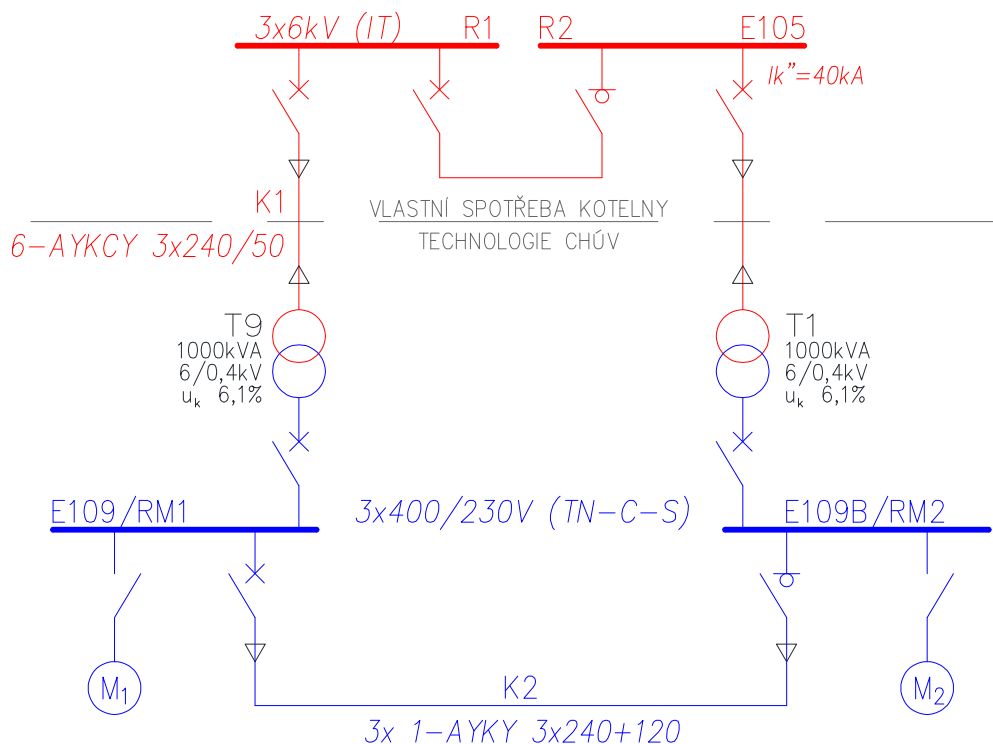 3x6kV (IT) R1 R2 E105
Ik"=40kA
K1
VLASTNÍ SPOTŘEBA KOTELNY
6-AYKCY 3x240/50
TECHNOLOGIE CHÚV
T9
1000kVA
6/0,4kV
uk 6,1%
T1
1000kVA
6/0,4kV
uk 6,1%
E109/RM1
3x400/230V (TN-C-S)
E109B/RM2
M1
K2
M2
3x 1-AYKY 3x240+120